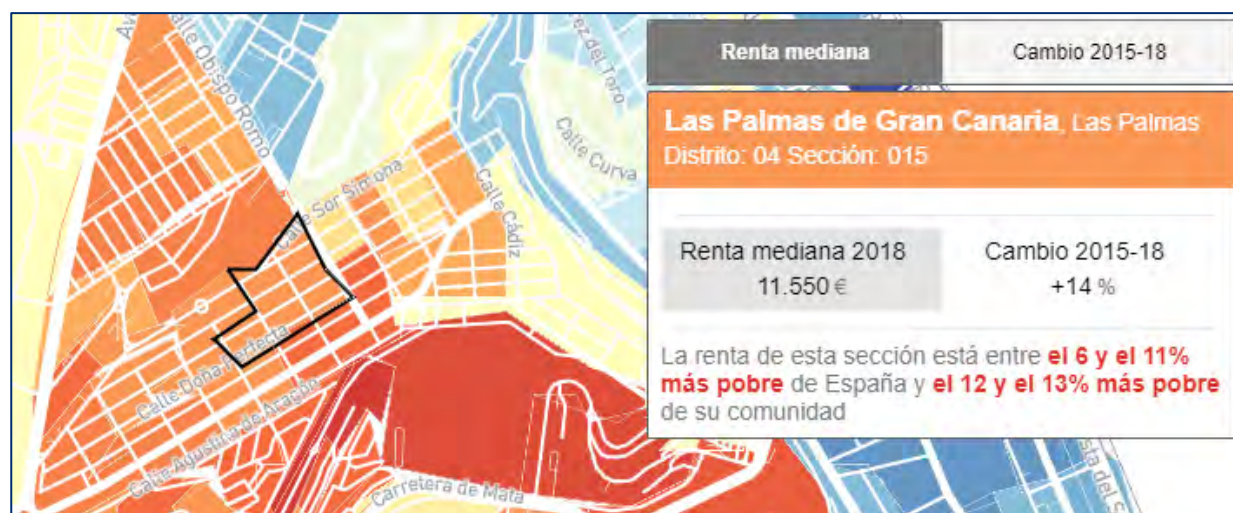 Renta mediana
Cambio 2015-18
Las Palmas de Gran Canaria, Las Palmas
Distrito: 04 Sección: 015
Renta mediana 2018
11.550 €
Cambio 2015-18
+14 %
La renta de esta sección está entre el 6 y el 11%
más pobre de España y el 12 y el 13% más pobre
de su comunidad
Calle Obispo Romo
Calle Sor Simona
Calle Cádiz
Calle Curva
ez del Toro
Calle Doña Perfecta
Calle Agustina de Aragón
Carretera de Mata